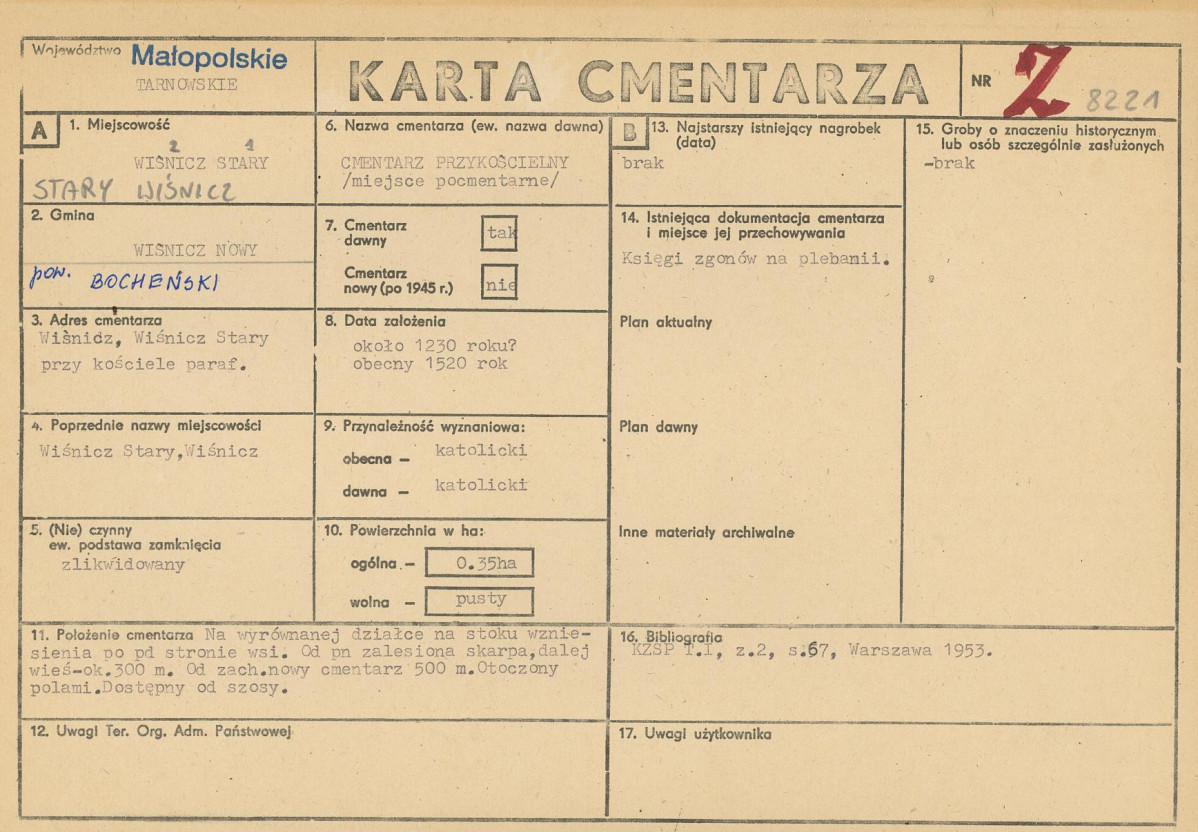 Województwo Małopolskie
TARNOWSKIE
KARTA CMENTARZA
NR Z 8221
A
1. Miejscowość
2 1
WIŚNICZ STARY
STARY WIŚNICZ
2. Gmina
WIŚNICZ NOWY
pow. BOCHEŃSKI
3. Adres cmentarza
Wiśnicz, Wiśnicz Stary
przy kościele paraf.
4. Poprzednie nazwy miejscowości
Wiśnicz Stary,Wiśnicz
5. (Nie) czynny
ew. podstawa zamknięcia
zlikwidowany
6. Nazwa cmentarza (ew. nazwa dawna)
CMENTARZ PRZYKOŚCIELNY
/miejsce pocmentarne/
7. Cmentarz
dawny
tak
Cmentarz
nowy (po 1945 r.)
nie
8. Data założenia
około 1230 roku?
obecny 1520 rok
9. Przynależność wyznaniowa:
obecna – katolicki
dawna – katolicki
10. Powierzchnia w ha:
ogólna – 0.35ha
wolna – pusty
11. Położenie cmentarza Na wyrównanej działce na stoku wznie-
sienia po pd stronie wsi. Od pn zalesiona skarpa,dalej
wieś-ok.300 m. Od zach.nowy cmentarz 500 m.Otoczony
polami.Dostępny od szosy.
12. Uwagi Ter. Org. Adm. Państwowej
B
13. Najstarszy istniejący nagrobek
(data)
brak
14. Istniejąca dokumentacja cmentarza
i miejsce jej przechowywania
Księgi zgonów na plebanii.
Plan aktualny
Plan dawny
Inne materiały archiwalne
15. Groby o znaczeniu historycznym
lub osób szczególnie zasłużonych
-brak
16. Bibliografia
KZSP T.I, z.2, s.67, Warszawa 1953.
17. Uwagi użytkownika